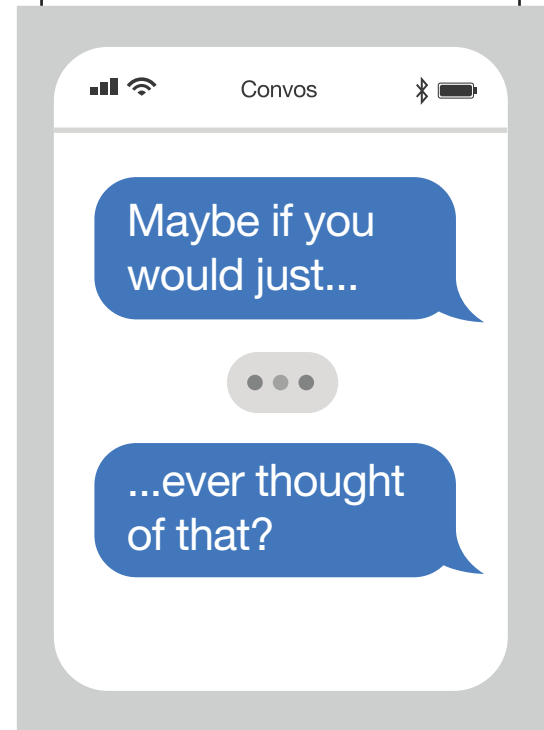 Convos
Maybe if you
would just...
...ever thought
of that?